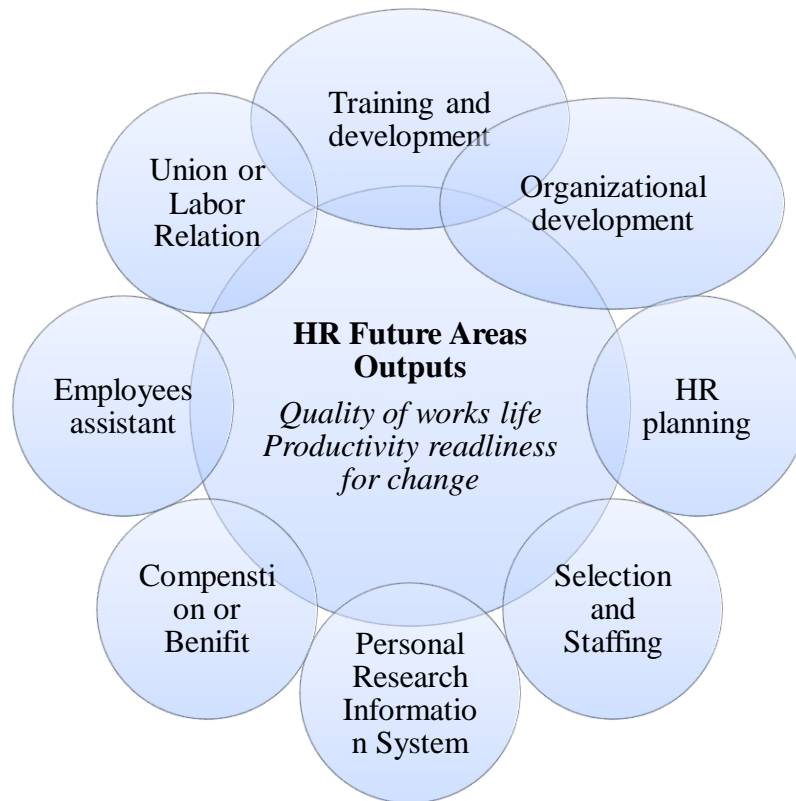 Training and
development
Organizational
development
HR
planning
Selection
and
Staffing
Personal
Research
Informatio
n System
Compensti
on or
Benifit
Employees
assistant
Union or
Labor
Relation
HR Future Areas
Outputs
Quality of works life
Productivity readliness
for change